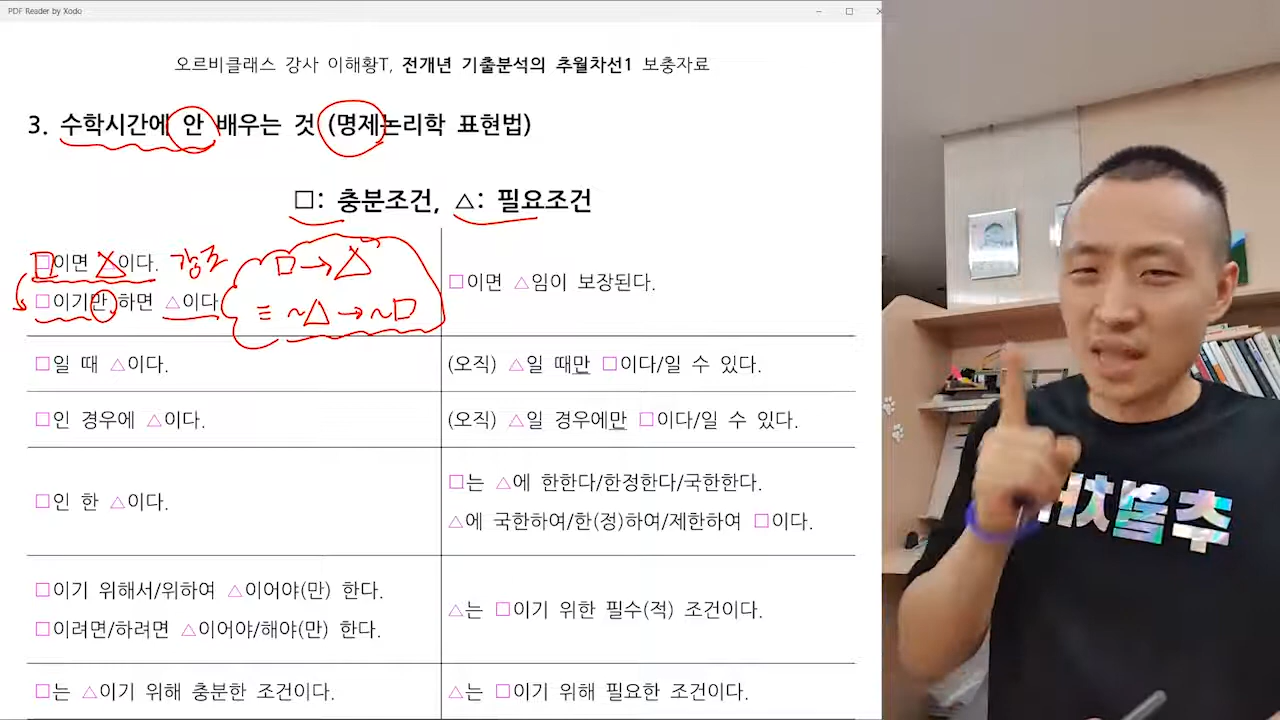 PDF Reader by Xodo
오르비클래스 강사 이해황T, 전개년 기출분석의 추월차선1 보충자료
3. 수학시간에 안 배우는 것 (명제논리학 표현법)
□: 충분조건, △: 필요조건
□이면 △이다. 강조
□이기만 하면 △이다
□→△
≡ ~△→~□
□이면 △임이 보장된다.
□일 때 △이다.
(오직) △일 때만 □이다/일 수 있다.
□인 경우에 △이다.
(오직) △일 경우에만 □이다/일 수 있다.
□인 한 △이다.
□는 △에 한한다/한정한다/국한한다.
△에 국한하여/한(정)하여/제한하여 □이다.
□이기 위해서/위하여 △이어야(만) 한다.
□이려면/하려면 △이어야/해야(만) 한다.
△는 □이기 위한 필수(적) 조건이다.
□는 △이기 위해 충분한 조건이다.
△는 □이기 위해 필요한 조건이다.
추월차